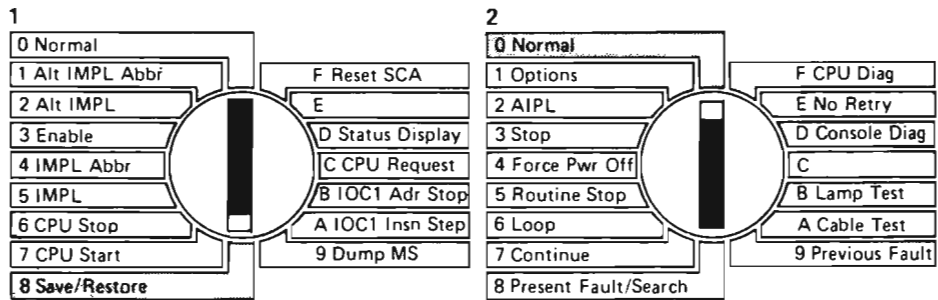 1
0 Normal
1 Alt IMPL Abbr
2 Alt IMPL
3 Enable
4 IMPL Abbr
5 IMPL
6 CPU Stop
7 CPU Start
8 Save/Restore
F Reset SCA
E
D Status Display
C CPU Request
B IOC1 Adr Stop
A IOC1 Insn Step
9 Dump MS
2
0 Normal
1 Options
2 AIPL
3 Stop
4 Force Pwr Off
5 Routine Stop
6 Loop
7 Continue
8 Present Fault/Search
F CPU Diag
E No Retry
D Console Diag
C
B Lamp Test
A Cable Test
9 Previous Fault